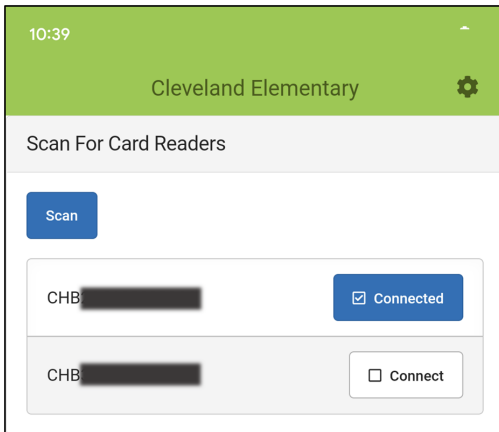 10:39
Cleveland Elementary
Scan For Card Readers
Scan
CHB
Connected
CHB
Connect